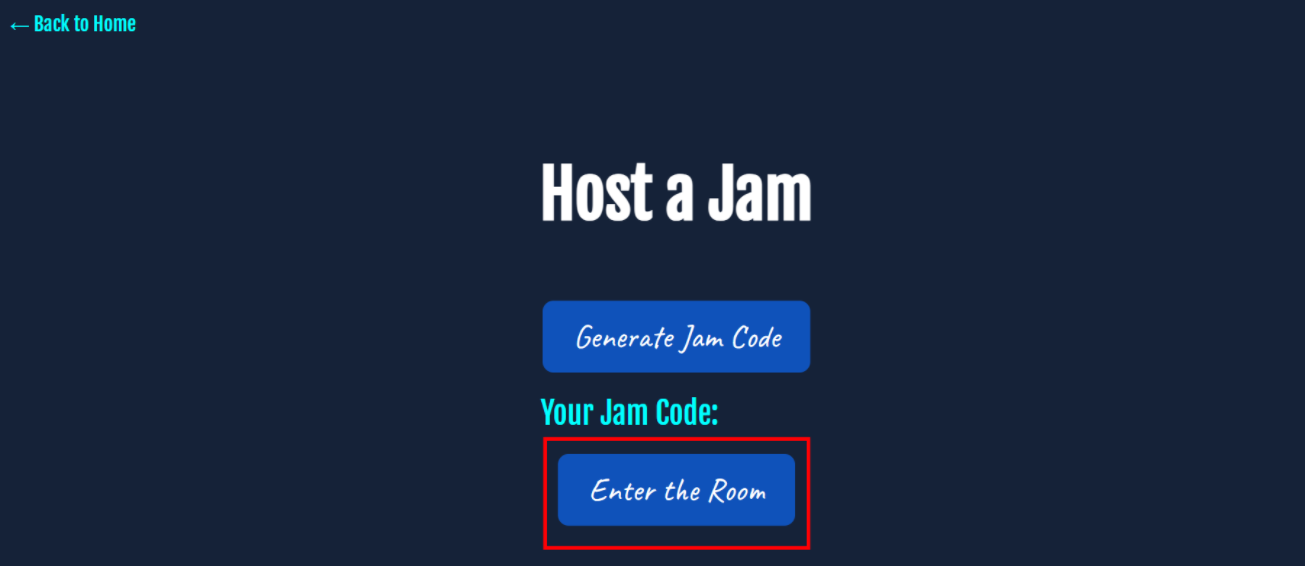 ← Back to Home
Host a Jam
Generate Jam Code
Your Jam Code:
Enter the Room